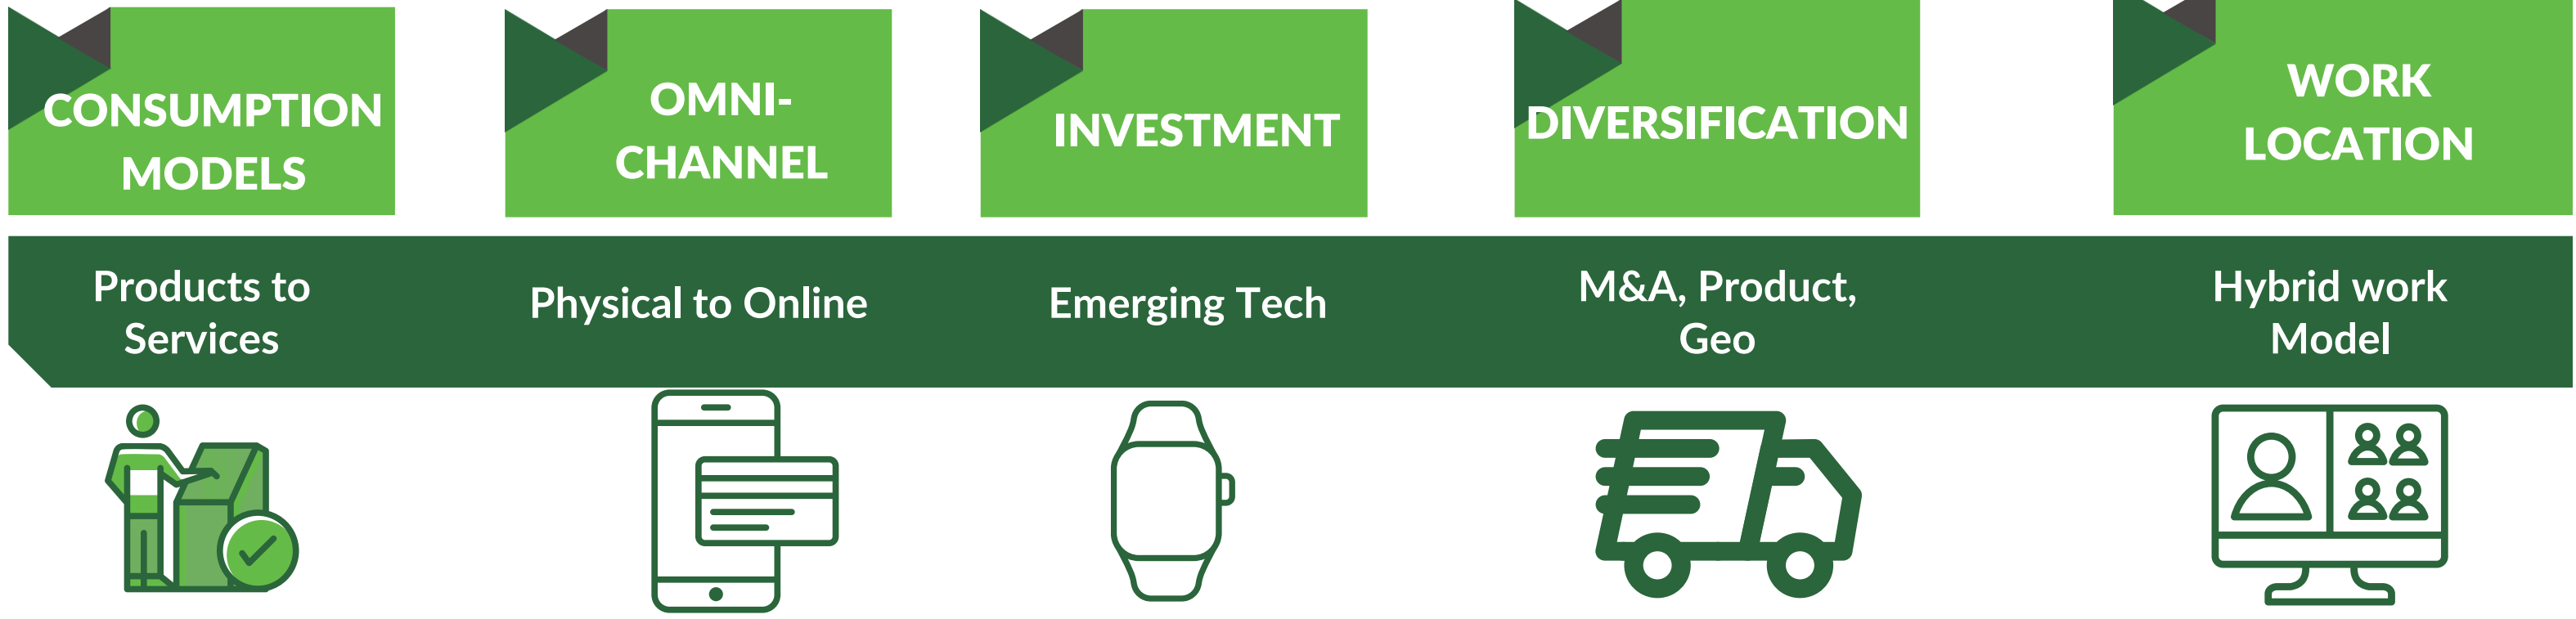 CONSUMPTION
MODELS
OMNI-
CHANNEL
INVESTMENT
DIVERSIFICATION
WORK
LOCATION
Products to
Services
Physical to Online
Emerging Tech
M&A, Product,
Geo
Hybrid work
Model